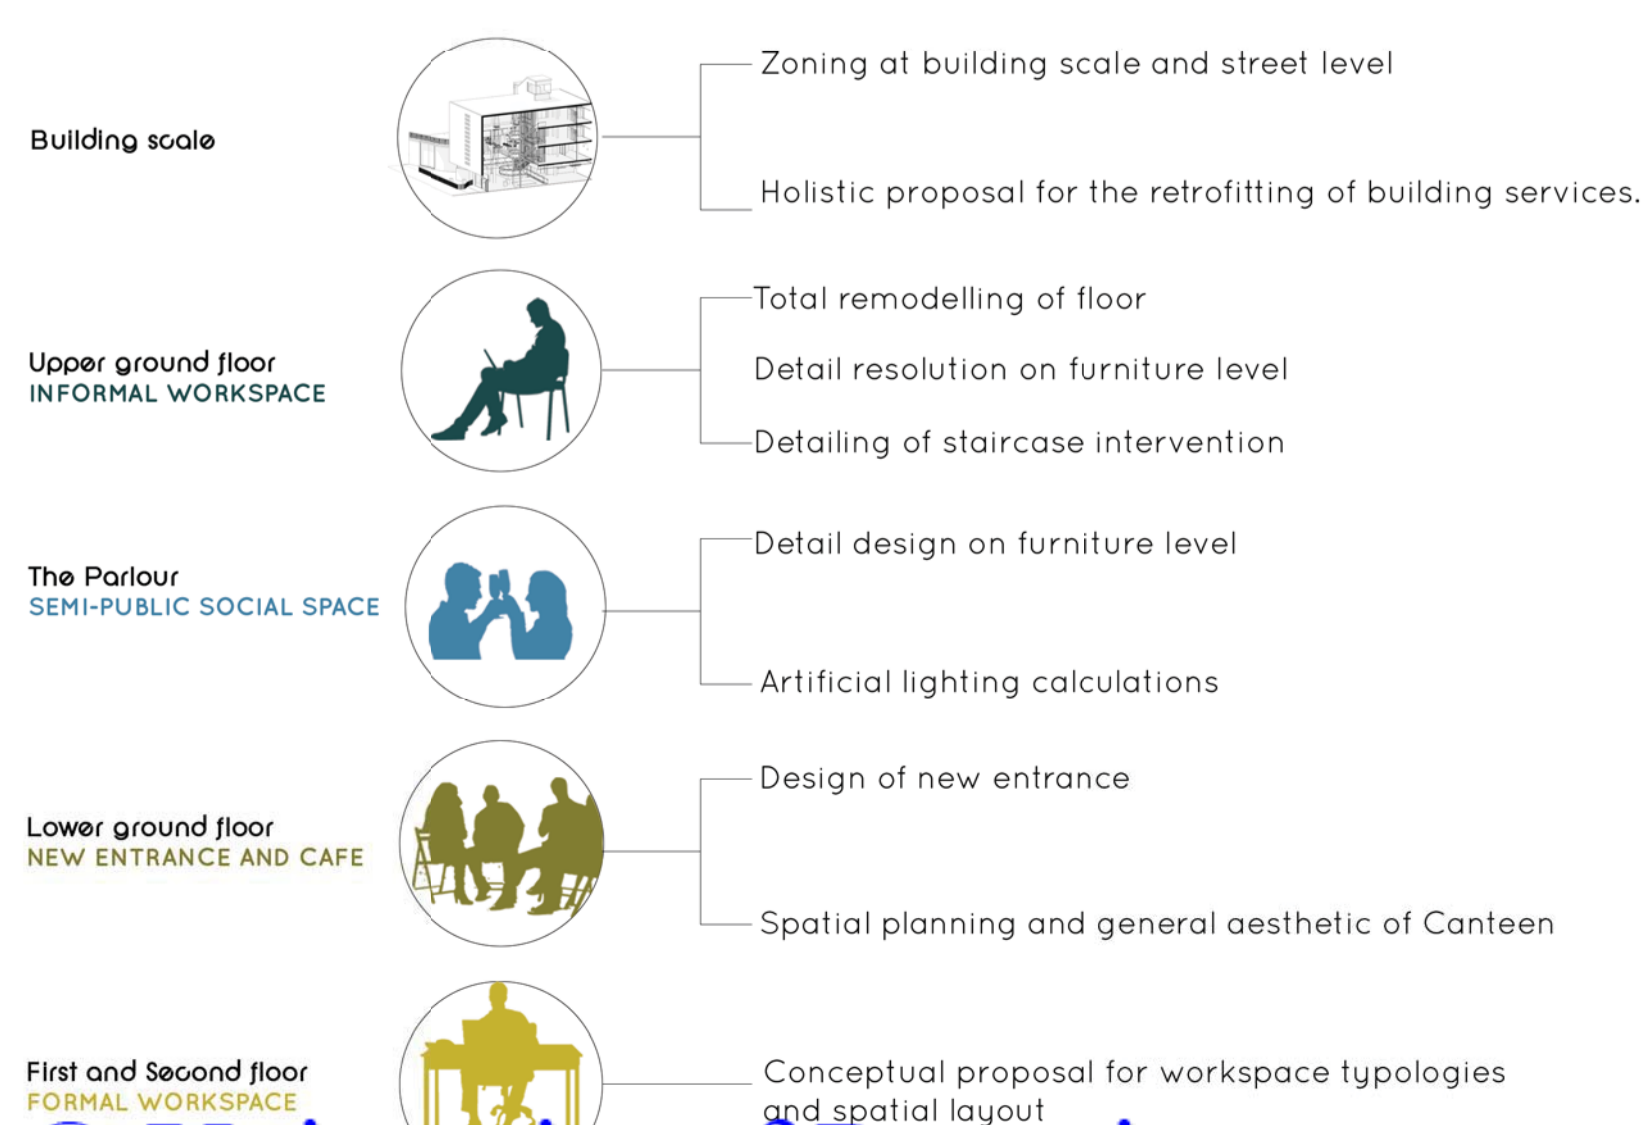 Zoning at building scale and street level
Building scale
Holistic proposal for the retrofitting of building services.
Total remodelling of floor
Upper ground floor
INFORMAL WORKSPACE
Detail resolution on furniture level
Detailing of staircase intervention
Detail design on furniture level
The Parlour
SEMI-PUBLIC SOCIAL SPACE
Artificial lighting calculations
Design of new entrance
Lower ground floor
NEW ENTRANCE AND CAFE
Spatial planning and general aesthetic of Canteen
First and Second floor
FORMAL WORKSPACE
Conceptual proposal for workspace typologies
and spatial layout